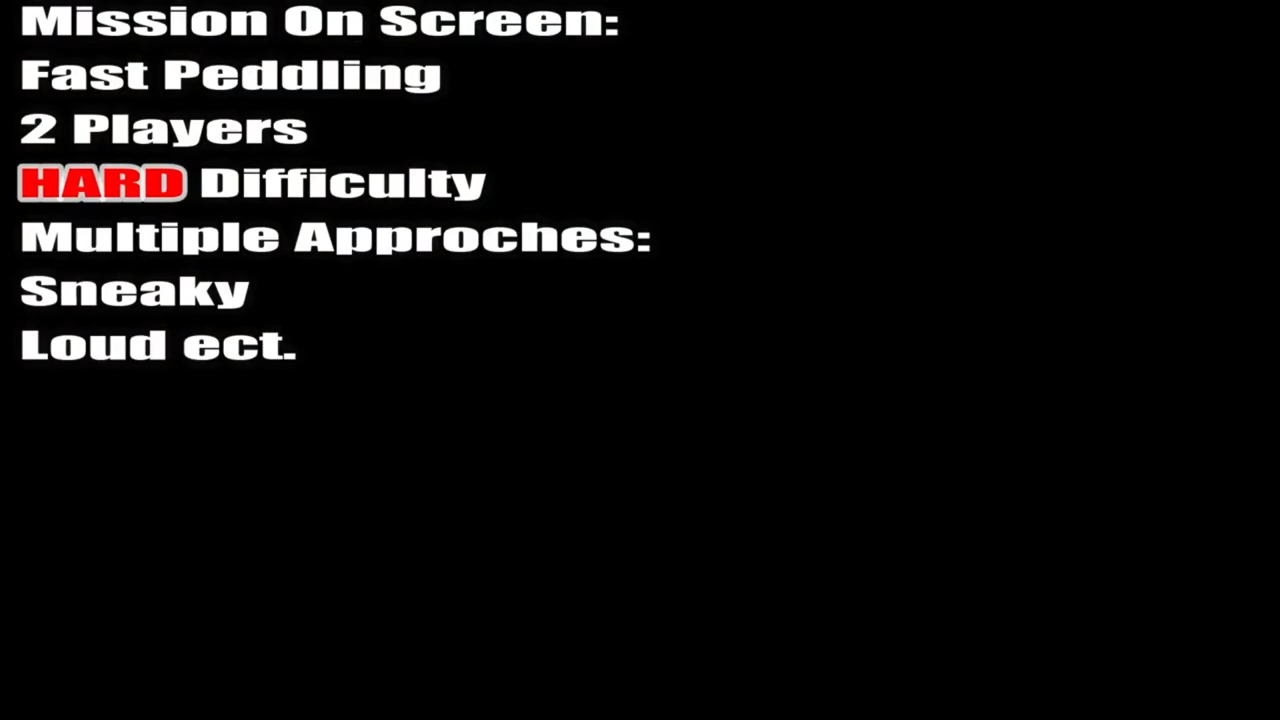 Mission On Screen:
Fast Peddling
2 Players
HARD Difficulty
Multiple Approches:
Sneaky
Loud ect.